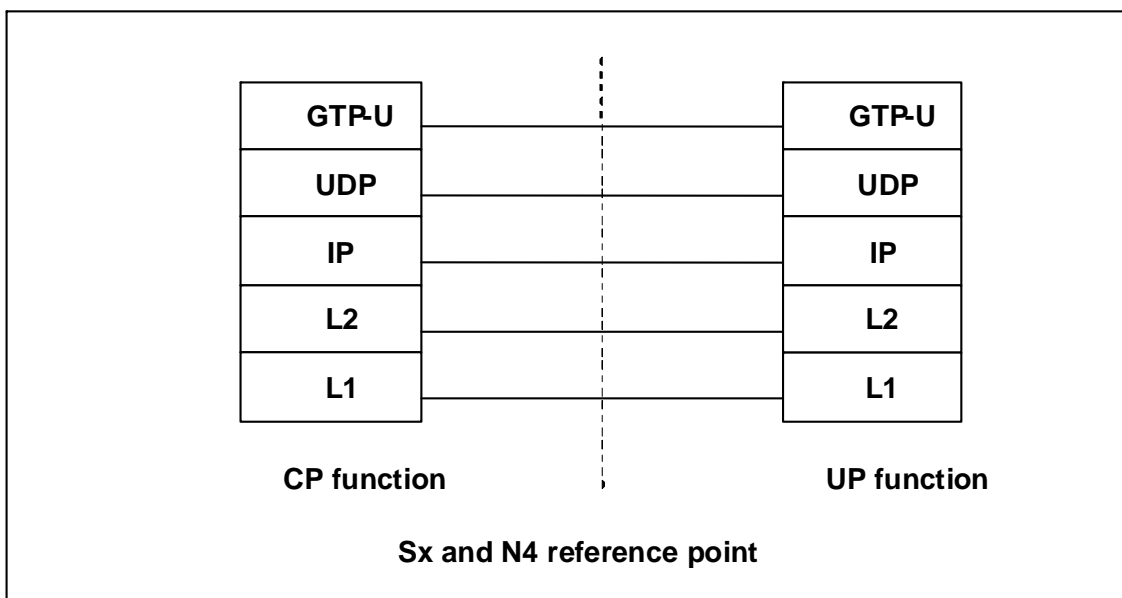 GTP-U
UDP
IP
L2
L1
CP function
GTP-U
UDP
IP
L2
L1
UP function
Sx and N4 reference point